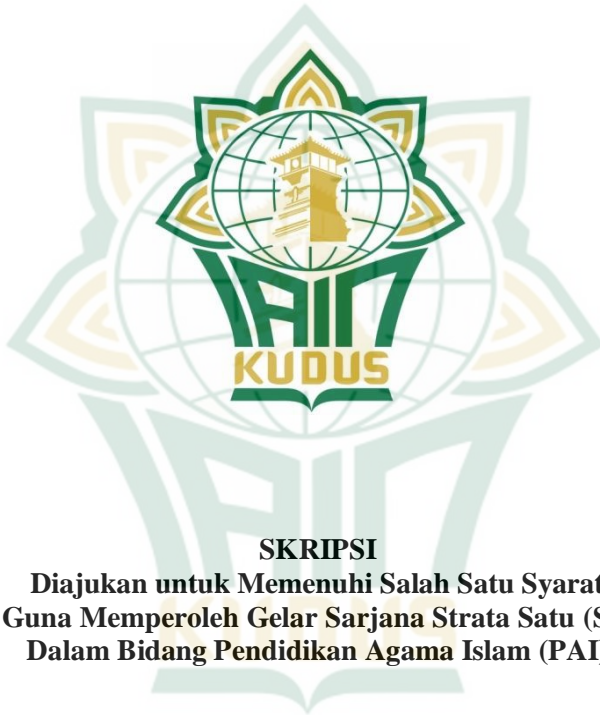 IAIN
KUDUS
SKRIPSI
Diajukan untuk Memenuhi Salah Satu Syarat
Guna Memperoleh Gelar Sarjana Strata Satu (S
Dalam Bidang Pendidikan Agama Islam (PAI